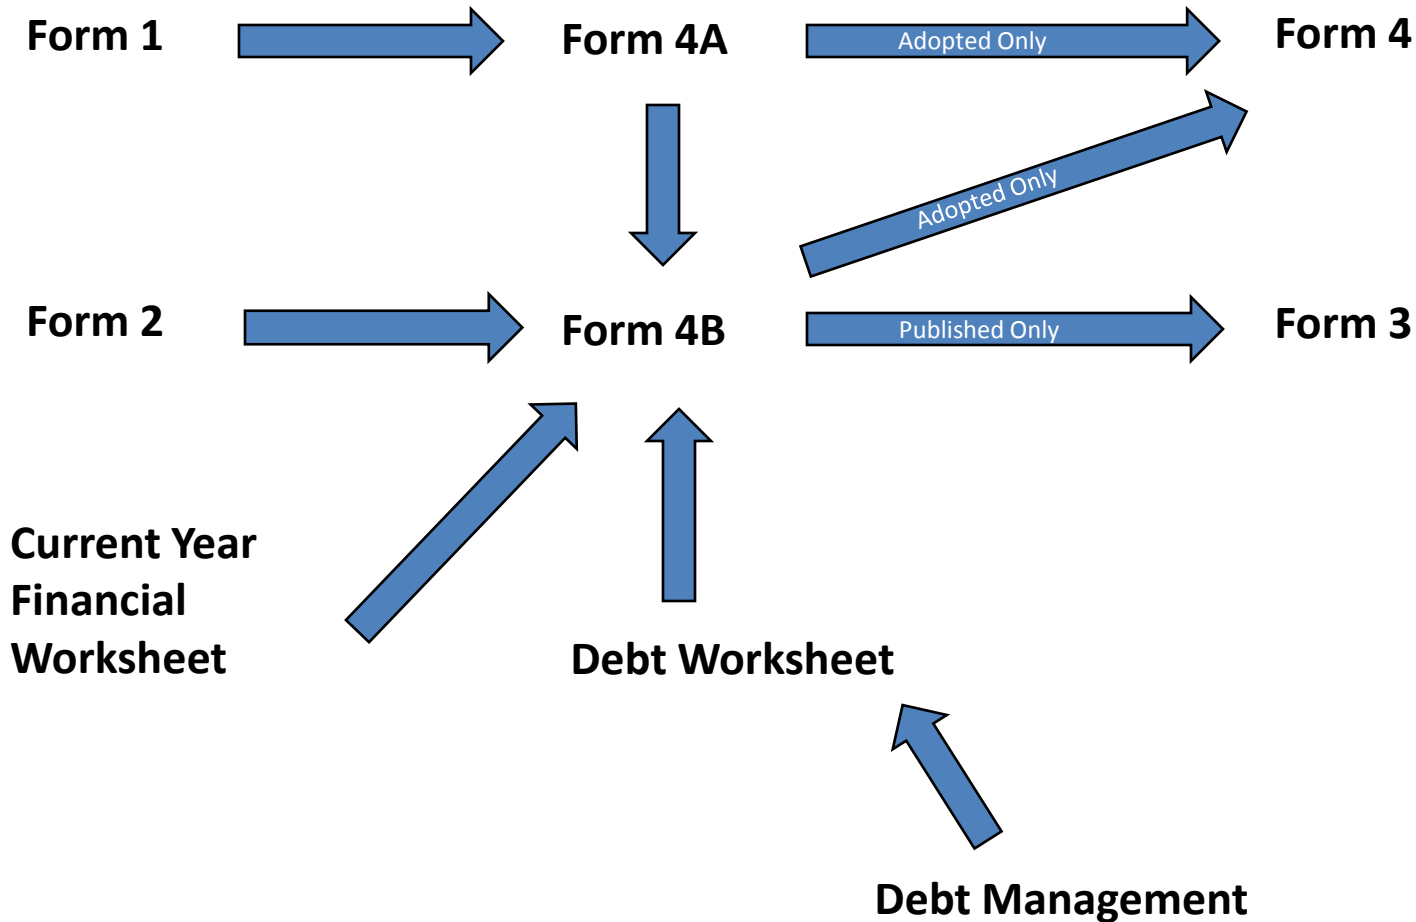 Form 1
Form 4A
Adopted Only
Form 4
Adopted Only
Form 2
Form 4B
Published Only
Form 3
Current Year
Financial
Worksheet
Debt Worksheet
Debt Management